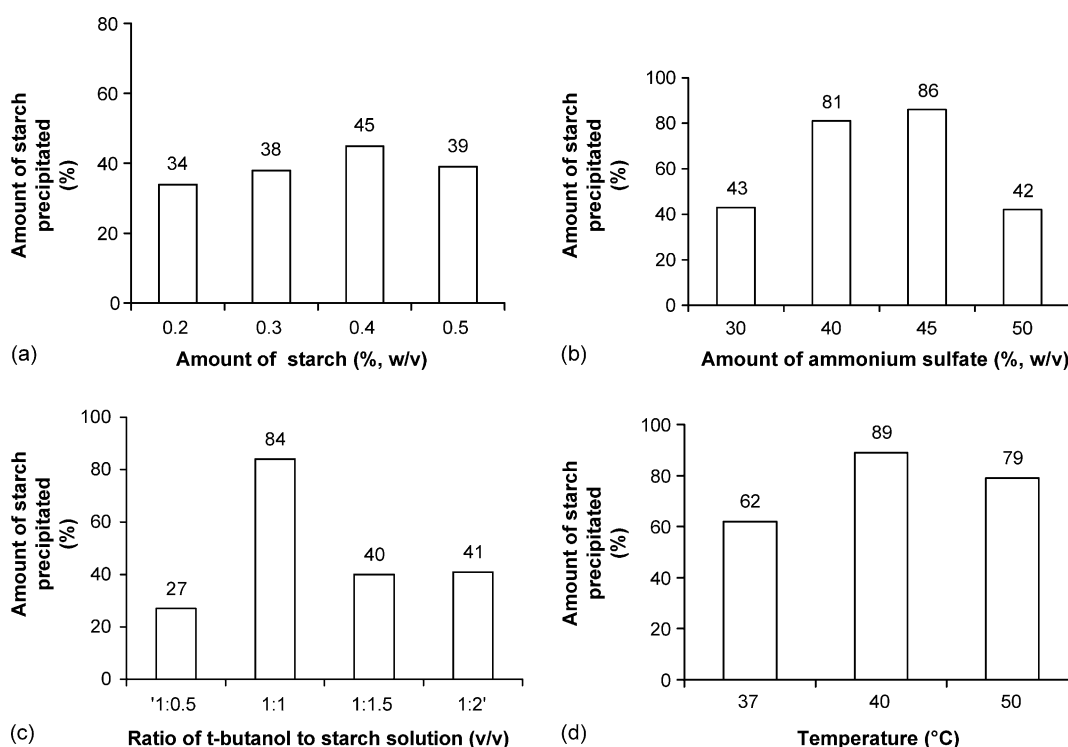 Amount of starch
precipitated
(%)
80
60
40
20
0
34
38
45
39
0.2 0.3 0.4 0.5
(a)
Amount of starch (%, w/v)
Amount of starch
precipitated
(%)
100
80
60
40
20
0
43
81
86
42
30 40 45 50
(b)
Amount of ammonium sulfate (%, w/v)
Amount of starch
precipitated
(%)
100
80
60
40
20
0
27
84
40
41
'1:0.5 1:1 1:1.5 1:2'
(c)
Ratio of t-butanol to starch solution (v/v)
Amount of starch
precipitated
(%)
100
80
60
40
20
0
62
89
79
37 40 50
(d)
Temperature (°C)